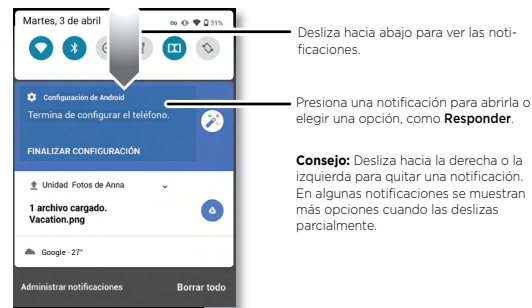 Martes, 3 de abril
31%
Configuración de Android
Termina de configurar el teléfono.
FINALIZAR CONFIGURACIÓN
Unidad Fotos de Anna
1 archivo cargado.
Vacation.png
Google · 27°
Administrar notificaciones
Borrar todo
Desliza hacia abajo para ver las noti-
ficaciones.
Presiona una notificación para abrirla o
elegir una opción, como Responder.
Consejo: Desliza hacia la derecha o la
izquierda para quitar una notificación.
En algunas notificaciones se muestran
más opciones cuando las deslizas
parcialmente.